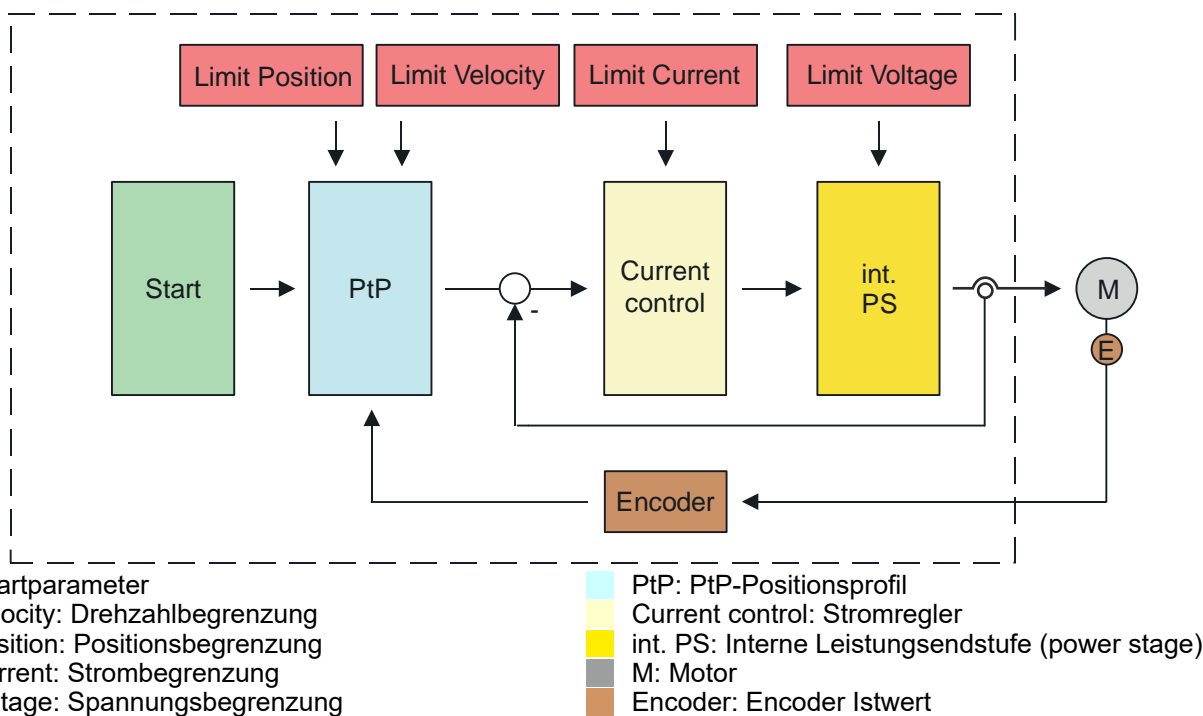 Limit Position
Limit Velocity
Limit Current
Limit Voltage
Start
PtP
-
Current
control
int.
PS
M
E
Encoder
artparameter
ocity: Drehzahlbegrenzung
sition: Positionsbegrenzung
rrent: Strombegrenzung
tage: Spannungsbegrenzung
PtP: PtP-Positionsprofil
Current control: Stromregler
int. PS: Interne Leistungsendstufe (power stage)
M: Motor
Encoder: Encoder Istwert